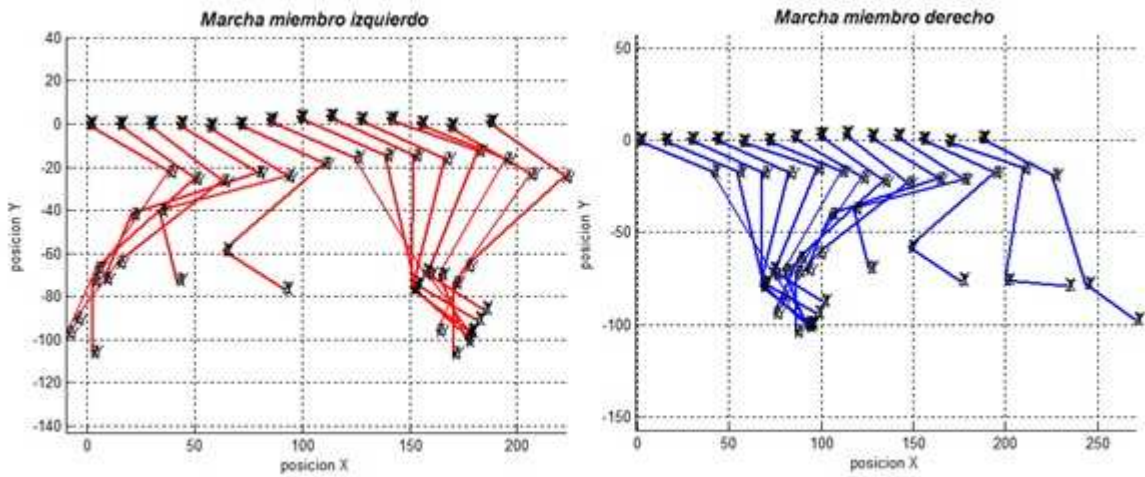 Marcha miembro izquierdo
40
20
0
-20
-40
-60
-80
-100
-120
-140
0 50 100 150 200
posicion X
posicion Y
Marcha miembro derecho
50
0
-50
-100
-150
0 50 100 150 200 250
posicion X
posicion Y